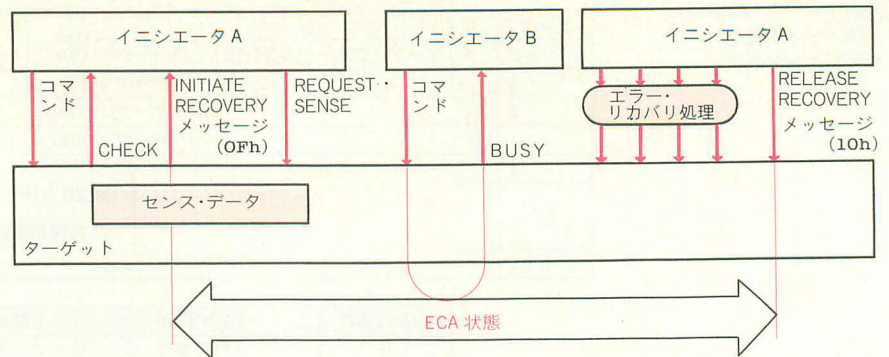 イニシエータA
イニシエータB
イニシエータA
コマンド
CHECK
INITIATE
RECOVERY
メッセージ
(0Fh)
REQUEST・
SENSE
コマンド
BUSY
エラー・
リカバリ処理
RELEASE
RECOVERY
メッセージ
(10h)
センス・データ
ターゲット
ECA 状態